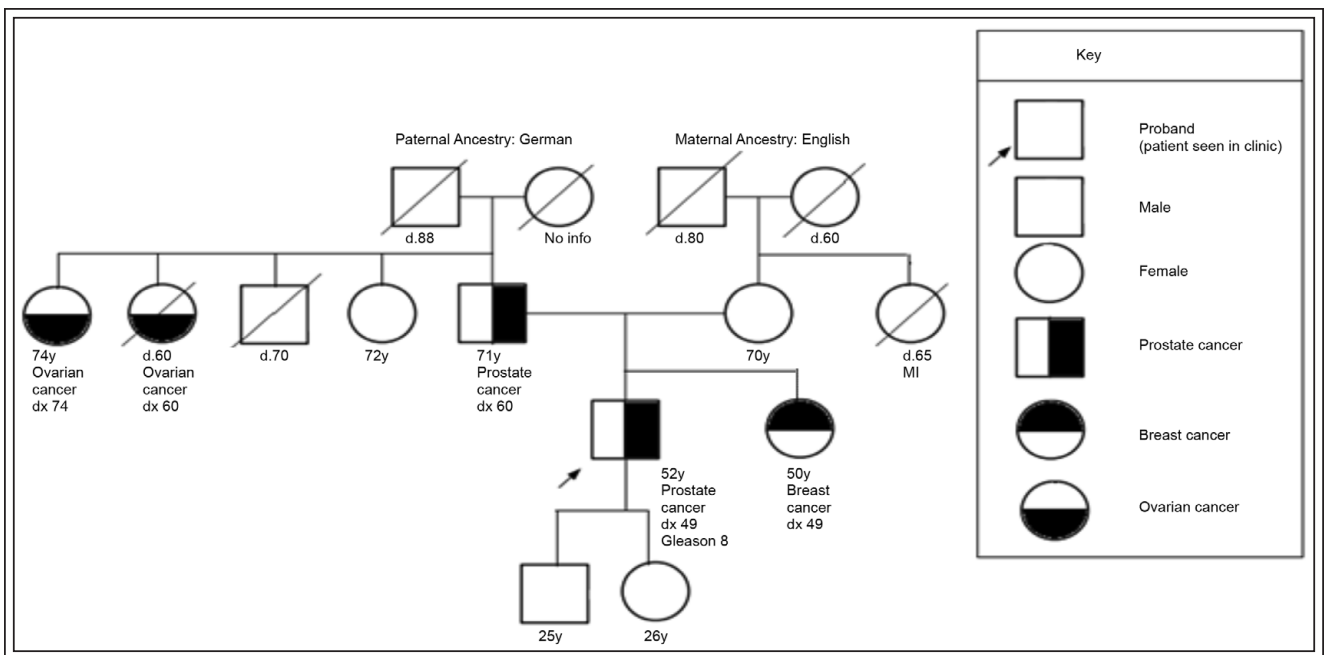 Paternal Ancestry: German
Maternal Ancestry: English
d.88
No info
d.80
d.60
74y
Ovarian
cancer
dx 74
d.60
Ovarian
cancer
dx 60
d.70
72y
71y
Prostate
cancer
dx 60
70y
d.65
MI
52y
Prostate
cancer
dx 49
Gleason 8
50y
Breast
cancer
dx 49
25y
26y
Key
Proband
(patient seen in clinic)
Male
Female
Prostate cancer
Breast cancer
Ovarian cancer